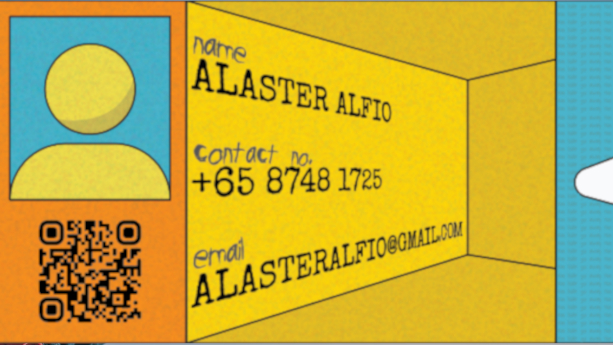 name
ALASTER ALFIO
contact no.
+65 8748 1725
email
ALASTERALFIO@GMAIL.COM